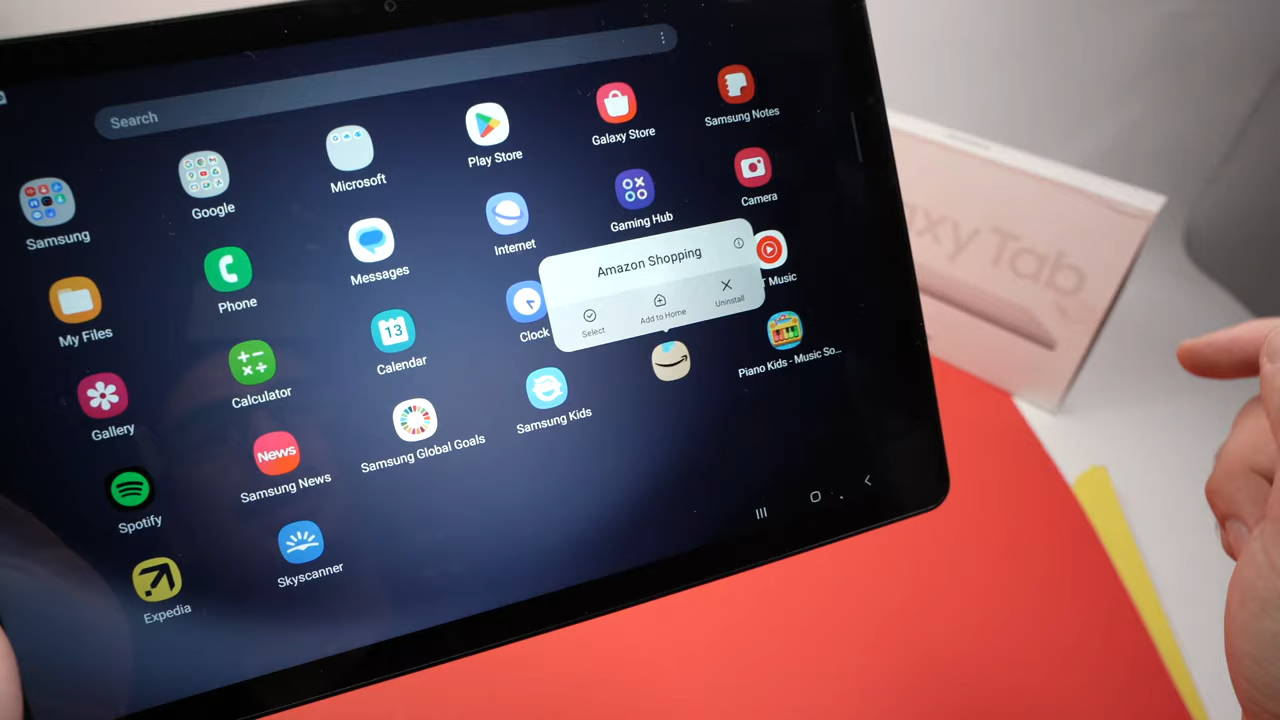 Search
Samsung
Google
Microsoft
Play Store
Galaxy Store
Samsung Notes
My Files
Phone
Messages
Internet
Gaming Hub
Camera
Gallery
Calculator
Calendar
Clock
Amazon Shopping
Select
Add to Home
Uninstall
T Music
Spotify
News
Samsung News
13
Samsung Global Goals
Samsung Kids
Piano Kids - Music So...
Expedia
Skyscanner
axy Tab